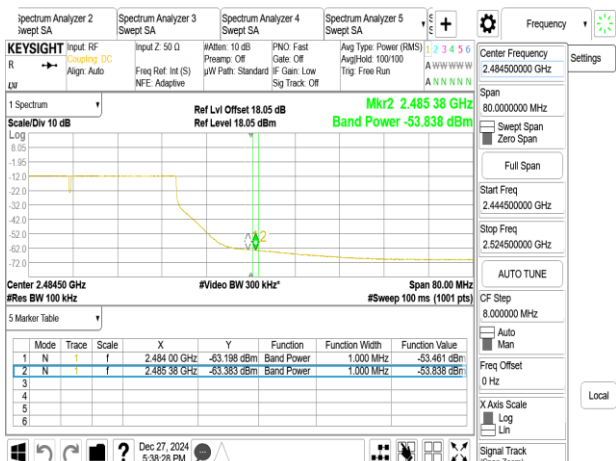 Spectrum Analyzer 2
Swept SA
Spectrum Analyzer 3
Swept SA
Spectrum Analyzer 4
Swept SA
Spectrum Analyzer 5
Swept SA
+
Frequency
KEYSIGHT
R
Input: RF
Coupling: DC
Align: Auto
Input Z: 50 Ω
Freq Ref: Int (S)
NFE: Adaptive
#Atten: 10 dB
Preamp: Off
µW Path: Standard
PNO: Fast
Gate: Off
IF Gain: Low
Sig Track: Off
Avg Type: Power (RMS)
Avg|Hold: 100/100
Trig: Free Run
1 2 3 4 5 6
A W W W W W
A N N N N N
Center Frequency
2.484500000 GHz
Settings
Span
80.0000000 MHz
Swept Span
Zero Span
Full Span
Start Freq
2.444500000 GHz
Stop Freq
2.524500000 GHz
AUTO TUNE
CF Step
8.000000 MHz
Auto
Man
Freq Offset
0 Hz
X Axis Scale
Log
Lin
Local
Signal Track
1 Spectrum
Scale/Div 10 dB
Ref Lvl Offset 18.05 dB
Ref Level 18.05 dBm
Mkr2 2.485 38 GHz
Band Power -53.838 dBm
Log
8.05
-1.95
-12.0
-22.0
-32.0
-42.0
-52.0
-62.0
-72.0
2
Center 2.48450 GHz
#Res BW 100 kHz
#Video BW 300 kHz*
Span 80.00 MHz
#Sweep 100 ms (1001 pts)
5 Marker Table
Mode Trace Scale X Y Function Function Width Function Value
1 N 1 f 2.484 00 GHz -63.198 dBm Band Power 1.000 MHz -53.461 dBm
2 N 1 f 2.485 38 GHz -63.383 dBm Band Power 1.000 MHz -53.838 dBm
3
4
5
6
?
Dec 27, 2024
5:38:28 PM